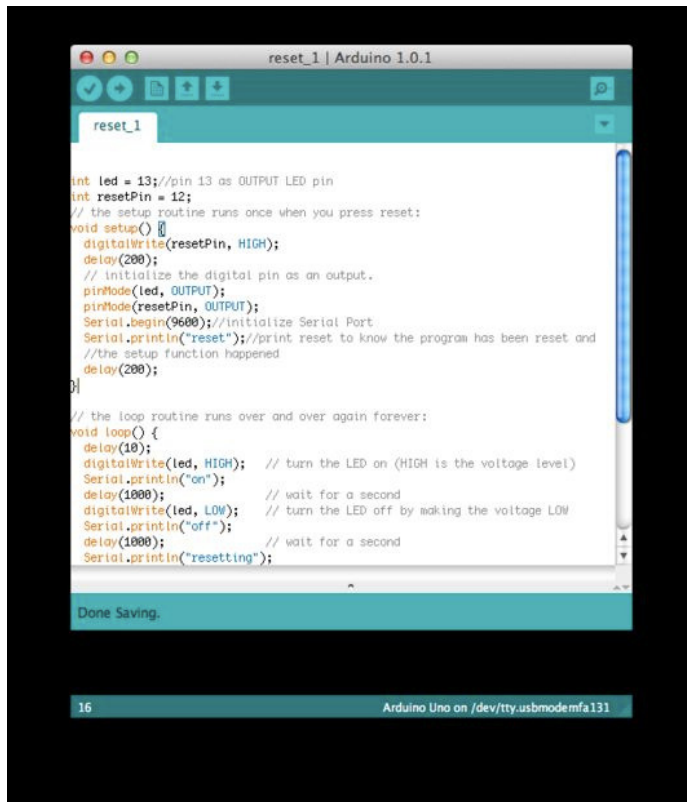 reset_1 | Arduino 1.0.1
reset_1
int led = 13;//pin 13 as OUTPUT LED pin
int resetPin = 12;
// the setup routine runs once when you press reset:
void setup() {
digitalWrite(resetPin, HIGH);
delay(200);
// initialize the digital pin as an output.
pinMode(led, OUTPUT);
pinMode(resetPin, OUTPUT);
Serial.begin(9600);//initialize Serial Port
Serial.println("reset");//print reset to know the program has been reset and
//the setup function happened
delay(200);
}
// the loop routine runs over and over again forever:
void loop() {
delay(10);
digitalWrite(led, HIGH);   // turn the LED on (HIGH is the voltage level)
Serial.println("on");
delay(1000);               // wait for a second
digitalWrite(led, LOW);    // turn the LED off by making the voltage LOW
Serial.println("off");
delay(1000);               // wait for a second
Serial.println("resetting");
Done Saving.
16 Arduino Uno on /dev/tty.usbmodemfa131